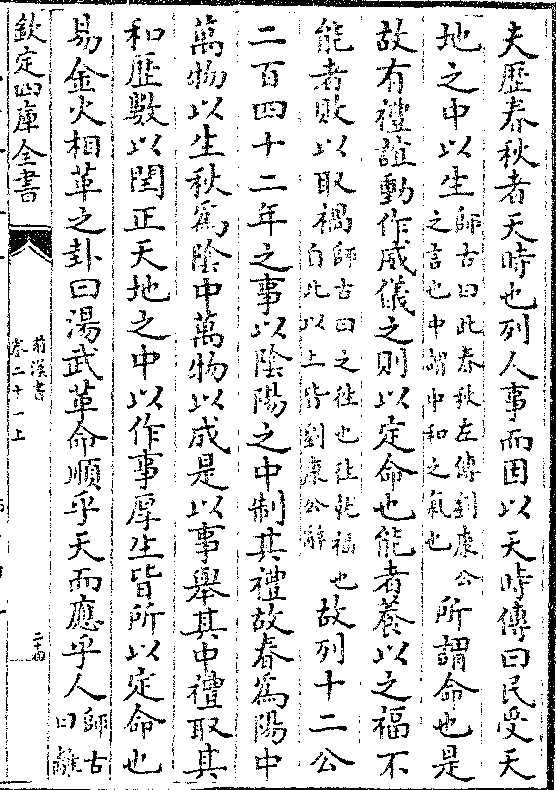 夫歴春秋者天時也列人事而因以天時傳曰民受天
地之中以生師古曰此春秋左傳劉康公之言也中謂中和之氣也所謂命也是
故有禮誼動作威儀之則以定命也能者養以之福不
能者敗以取禍師古曰之往也往就福也自此以上皆劉康公辭故列十二公
二百四十二年之事以陰陽之中制其禮故春爲陽中
萬物以生秋爲陰中萬物以成是以事舉其中禮取其
和歴數以閏正天地之中以作事厚生皆所以定命也
易金火相革之卦曰湯武革命順乎天而應乎人師古曰離
欽定四庫全書
前漢書
卷二十一上
二十四